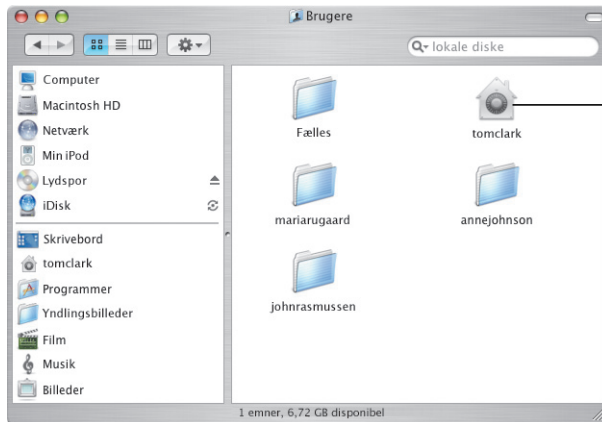 Brugere
lokale diske
Computer
Macintosh HD
Netværk
Min iPod
Lydspor
iDisk
Skrivebord
tomclark
Programmer
Yndlingsbilleder
Film
Musik
Billeder
Fælles
tomclark
mariarugaard
annejohnson
johnrasmussen
1 emner, 6,72 GB disponibel